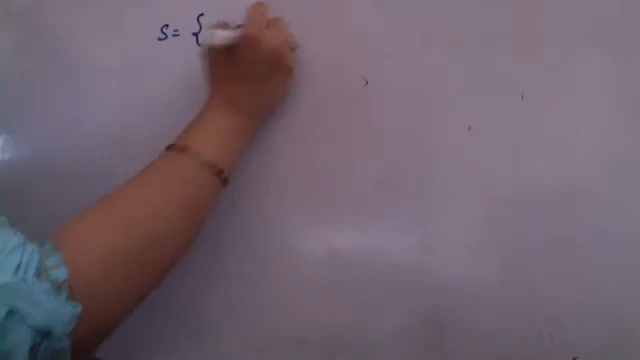 S = {